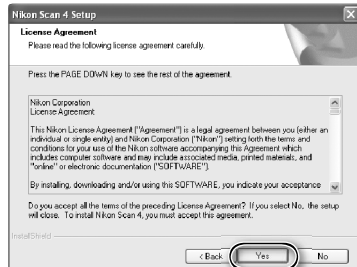 Nikon Scan 4 Setup
License Agreement
Please read the following license agreement carefully.
Press the PAGE DOWN key to see the rest of the agreement.
Nikon Corporation
License Agreement
This Nikon License Agreement ("Agreement") is a legal agreement between you (either an
individual or single entity) and Nikon Corporation ("Nikon") setting forth the terms and
conditions for your use of the Nikon software accompanying this Agreement which
includes computer software and may include associated media, printed materials, and
"online" or electronic documentation ("SOFTWARE").
By installing, downloading and/or using this SOFTWARE, you indicate your acceptance
Do you accept all the terms of the preceding License Agreement? If you select No, the setup
will close. To install Nikon Scan 4, you must accept this agreement.
InstallShield
< Back
Yes
No